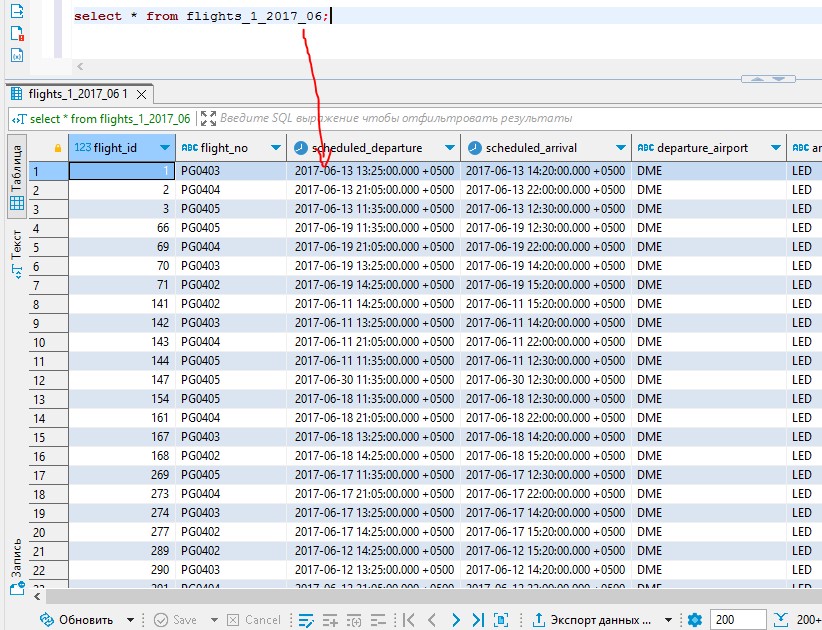 select * from flights_1_2017_06;
flights_1_2017_06 1
select * from flights_1_2017_06 Введите SQL выражение чтобы отфильтровать результаты
Таблица
Текст
Запись
123 flight_id ABC flight_no scheduled_departure scheduled_arrival ABC departure_airport ABC ar
1 1 PG0403 2017-06-13 13:25:00.000 +0500 2017-06-13 14:20:00.000 +0500 DME LED
2 2 PG0404 2017-06-13 21:05:00.000 +0500 2017-06-13 22:00:00.000 +0500 DME LED
3 3 PG0405 2017-06-13 11:35:00.000 +0500 2017-06-13 12:30:00.000 +0500 DME LED
4 66 PG0405 2017-06-19 11:35:00.000 +0500 2017-06-19 12:30:00.000 +0500 DME LED
5 69 PG0404 2017-06-19 21:05:00.000 +0500 2017-06-19 22:00:00.000 +0500 DME LED
6 70 PG0403 2017-06-19 13:25:00.000 +0500 2017-06-19 14:20:00.000 +0500 DME LED
7 71 PG0402 2017-06-19 14:25:00.000 +0500 2017-06-19 15:20:00.000 +0500 DME LED
8 141 PG0402 2017-06-11 14:25:00.000 +0500 2017-06-11 15:20:00.000 +0500 DME LED
9 142 PG0403 2017-06-11 13:25:00.000 +0500 2017-06-11 14:20:00.000 +0500 DME LED
10 143 PG0404 2017-06-11 21:05:00.000 +0500 2017-06-11 22:00:00.000 +0500 DME LED
11 144 PG0405 2017-06-11 11:35:00.000 +0500 2017-06-11 12:30:00.000 +0500 DME LED
12 147 PG0405 2017-06-30 11:35:00.000 +0500 2017-06-30 12:30:00.000 +0500 DME LED
13 154 PG0405 2017-06-18 11:35:00.000 +0500 2017-06-18 12:30:00.000 +0500 DME LED
14 161 PG0404 2017-06-18 21:05:00.000 +0500 2017-06-18 22:00:00.000 +0500 DME LED
15 167 PG0403 2017-06-18 13:25:00.000 +0500 2017-06-18 14:20:00.000 +0500 DME LED
16 168 PG0402 2017-06-18 14:25:00.000 +0500 2017-06-18 15:20:00.000 +0500 DME LED
17 269 PG0405 2017-06-17 11:35:00.000 +0500 2017-06-17 12:30:00.000 +0500 DME LED
18 273 PG0404 2017-06-17 21:05:00.000 +0500 2017-06-17 22:00:00.000 +0500 DME LED
19 274 PG0403 2017-06-17 13:25:00.000 +0500 2017-06-17 14:20:00.000 +0500 DME LED
20 277 PG0402 2017-06-17 14:25:00.000 +0500 2017-06-17 15:20:00.000 +0500 DME LED
21 289 PG0402 2017-06-12 14:25:00.000 +0500 2017-06-12 15:20:00.000 +0500 DME LED
22 290 PG0403 2017-06-12 13:25:00.000 +0500 2017-06-12 14:20:00.000 +0500 DME LED
Обновить Save Cancel Экспорт данных ... 200 200+